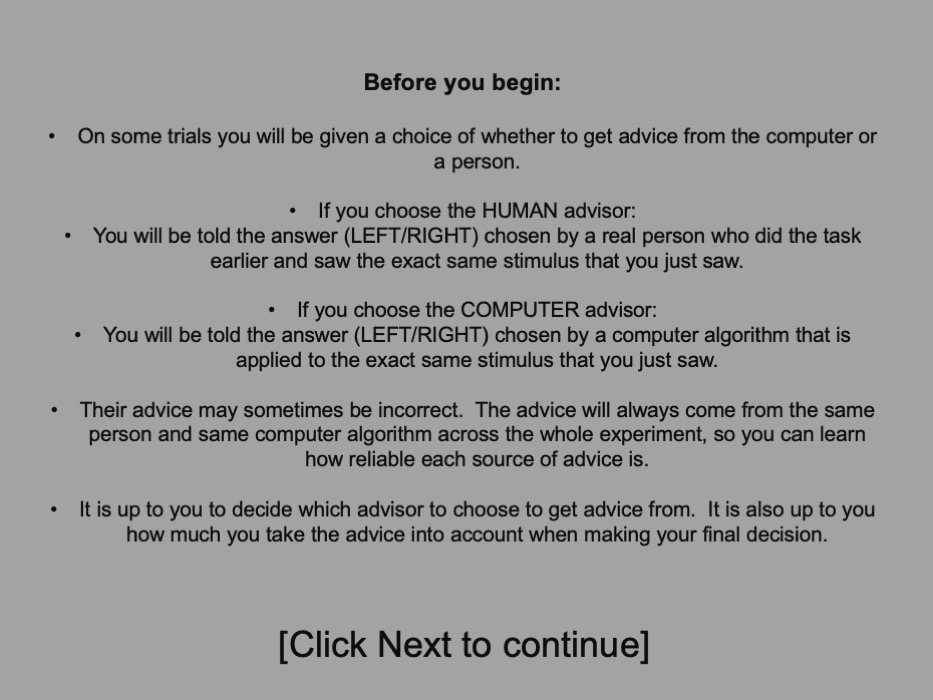 Before you begin:
• On some trials you will be given a choice of whether to get advice from the computer or
a person.
• If you choose the HUMAN advisor:
• You will be told the answer (LEFT/RIGHT) chosen by a real person who did the task
earlier and saw the exact same stimulus that you just saw.
• If you choose the COMPUTER advisor:
• You will be told the answer (LEFT/RIGHT) chosen by a computer algorithm that is
applied to the exact same stimulus that you just saw.
• Their advice may sometimes be incorrect.  The advice will always come from the same
person and same computer algorithm across the whole experiment, so you can learn
how reliable each source of advice is.
• It is up to you to decide which advisor to choose to get advice from.  It is also up to you
how much you take the advice into account when making your final decision.
[Click Next to continue]